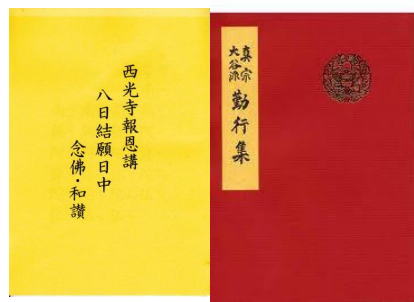 西光寺報恩講
八日結願日中
念佛・和讃
真宗
大谷派
勤行集